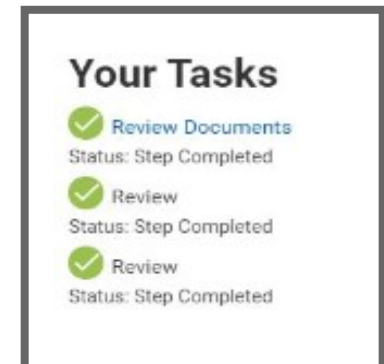 Your Tasks
Review Documents
Status: Step Completed
Review
Status: Step Completed
Review
Status: Step Completed